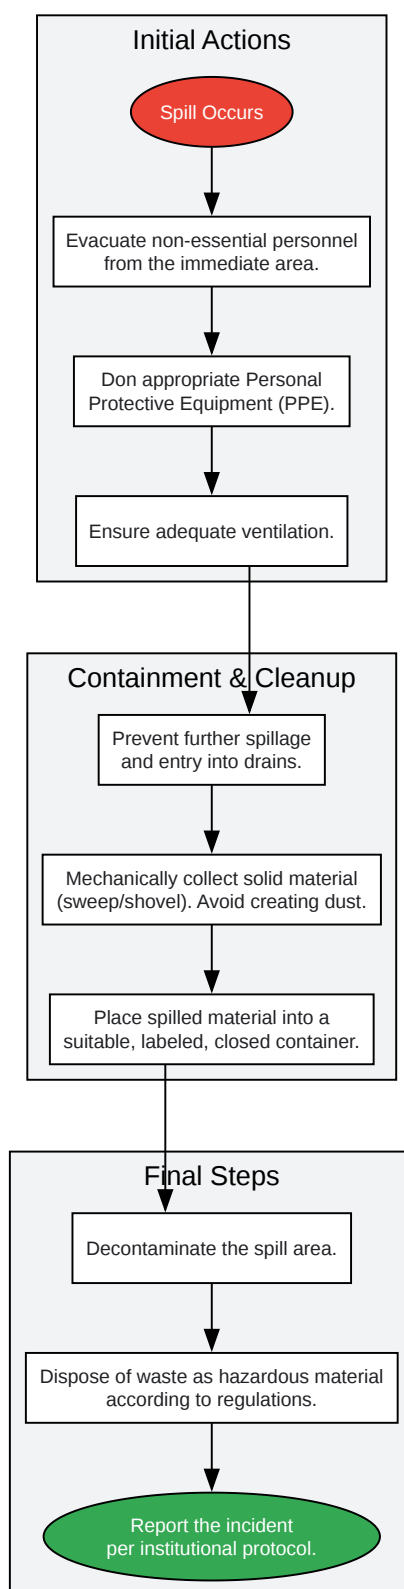 Initial Actions
Spill Occurs
Evacuate non-essential personnel
from the immediate area.
Don appropriate Personal
Protective Equipment (PPE).
Ensure adequate ventilation.
Containment & Cleanup
Prevent further spillage
and entry into drains.
Mechanically collect solid material
(sweep/shovel). Avoid creating dust.
Place spilled material into a
suitable, labeled, closed container.
Final Steps
Decontaminate the spill area.
Dispose of waste as hazardous material
according to regulations.
Report the incident
per institutional protocol.